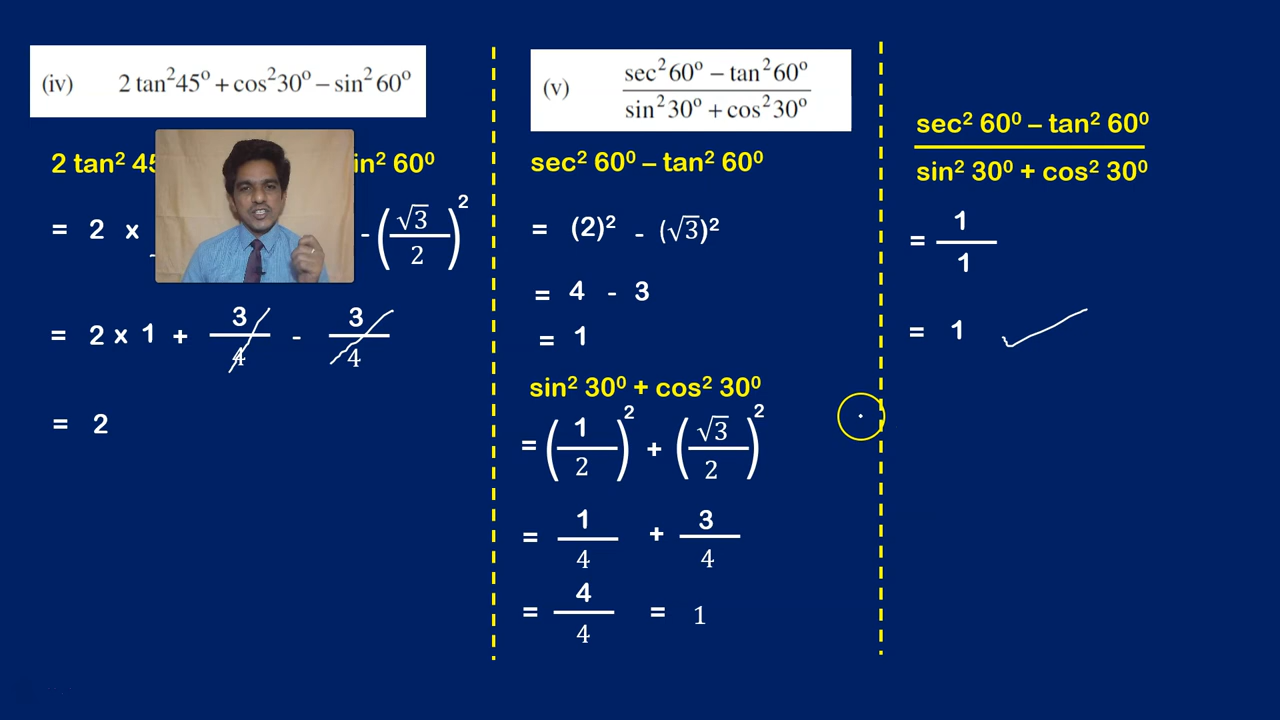 (iv) 2 tan²45° + cos²30° – sin²60°
2 tan² 45 in² 60⁰
= 2 x - (√3/2)²
= 2 x 1 + 3/4 - 3/4
= 2
(v) sec²60° – tan²60°
sin²30° + cos²30°
sec² 60⁰ – tan² 60⁰
= (2)² - (√3)²
= 4 - 3
= 1
sin² 30⁰ + cos² 30⁰
= (1/2)² + (√3/2)²
= 1/4 + 3/4
= 4/4 = 1
sec² 60⁰ – tan² 60⁰
sin² 30⁰ + cos² 30⁰
= 1/1
= 1